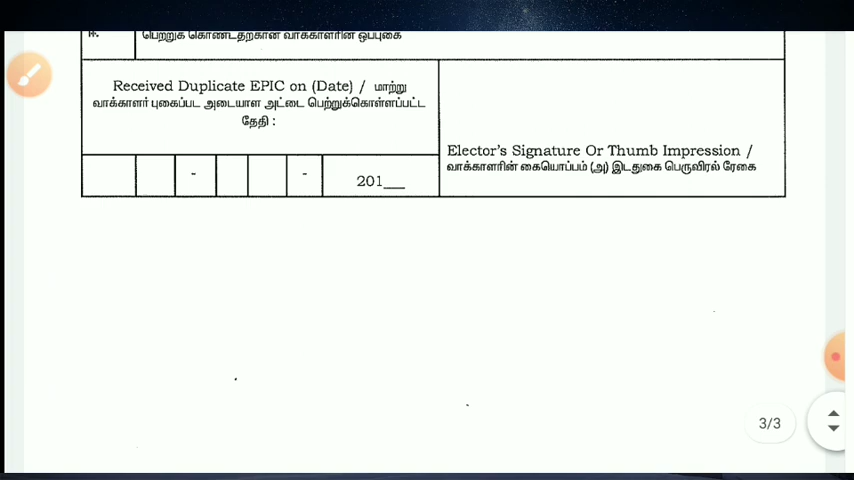 ஈ.
பெற்றுக் கொண்டதற்கான வாக்காளரின் ஒப்புகை
Received Duplicate EPIC on (Date) / மாற்று
வாக்காளர் புகைப்பட அடையாள அட்டை பெற்றுக்கொள்ளப்பட்ட
தேதி :
- - 201__
Elector's Signature Or Thumb Impression /
வாக்காளரின் கையொப்பம் (அ) இடதுகை பெருவிரல் ரேகை
3/3